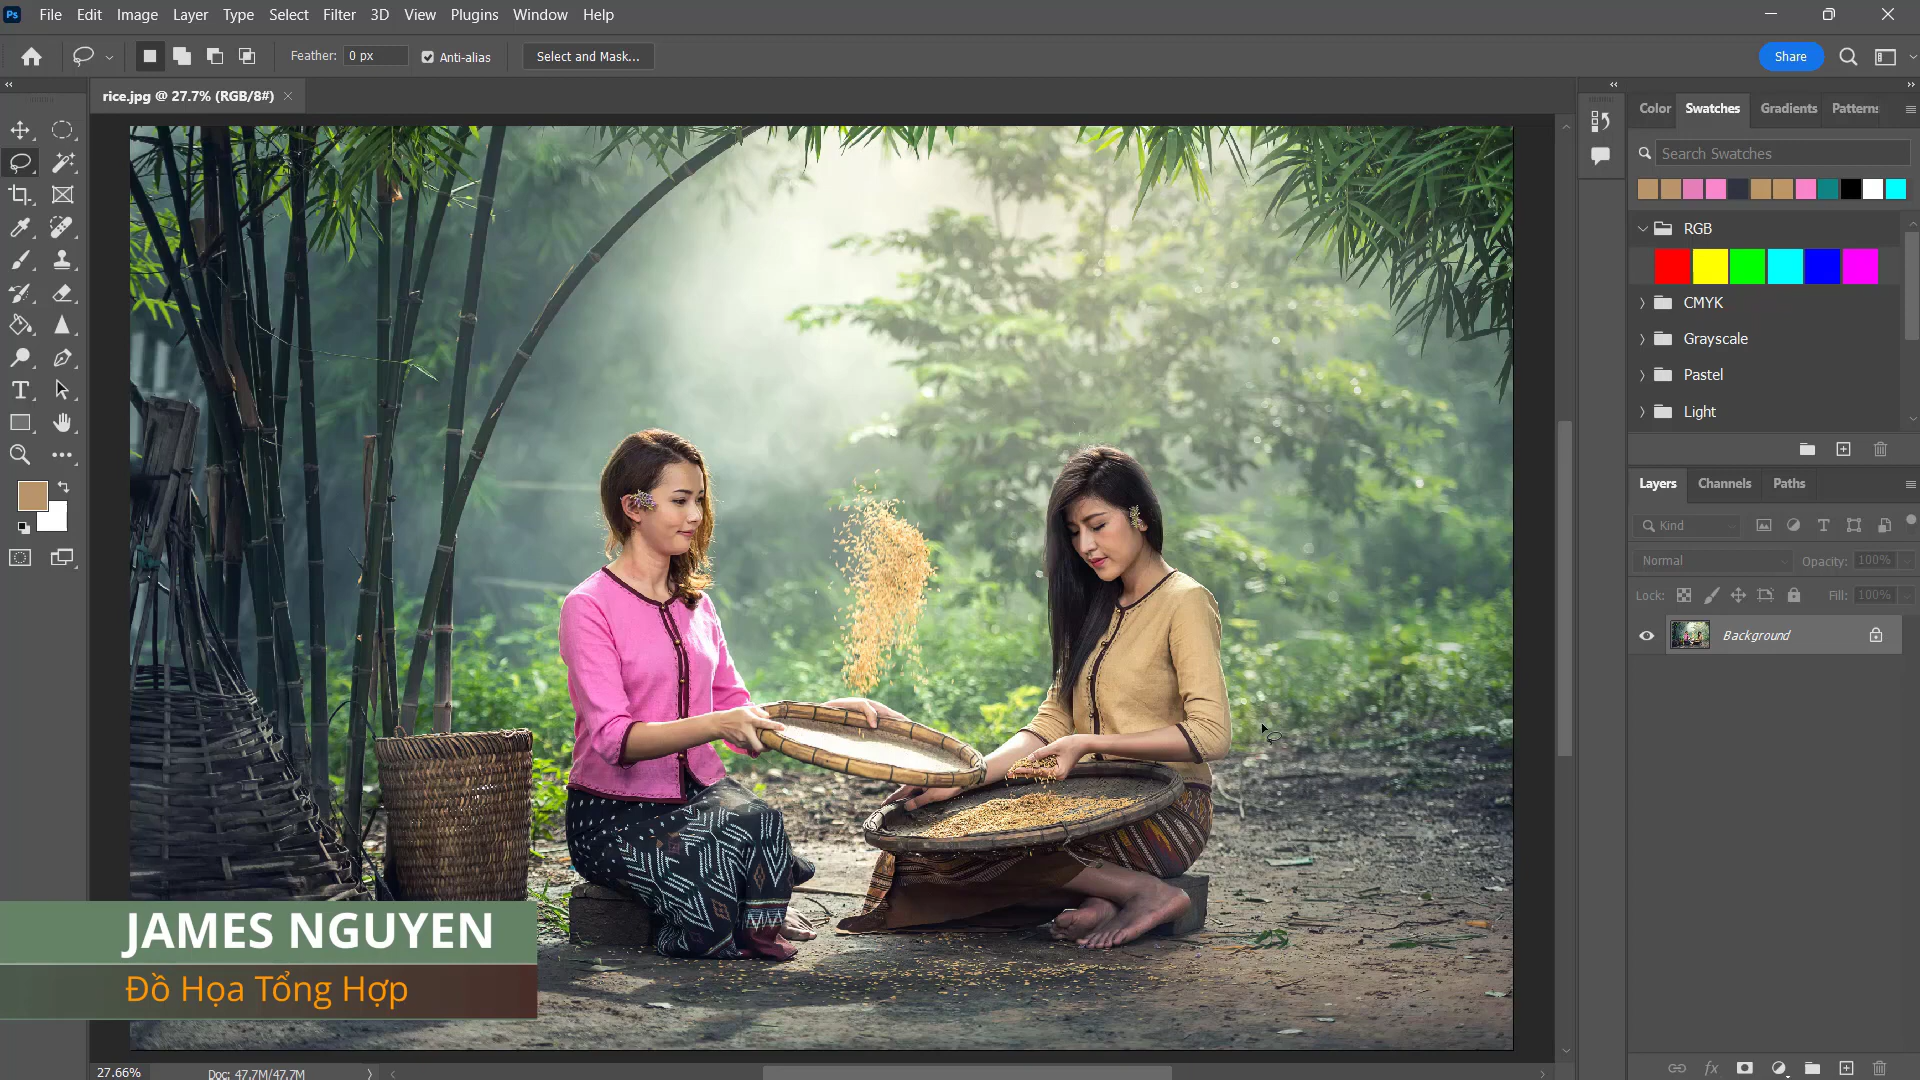 Ps File Edit Image Layer Type Select Filter 3D View Plugins Window Help
Feather: 0 px Anti-alias Select and Mask... Share
rice.jpg @ 27.7% (RGB/8#)
Color Swatches Gradients Patterns
Search Swatches
RGB
CMYK
Grayscale
Pastel
Light
Layers Channels Paths
Kind
Normal Opacity: 100%
Lock: Fill: 100%
Background
JAMES NGUYEN
Đồ Họa Tổng Hợp
27.66% Doc: 47.7M/47.7M